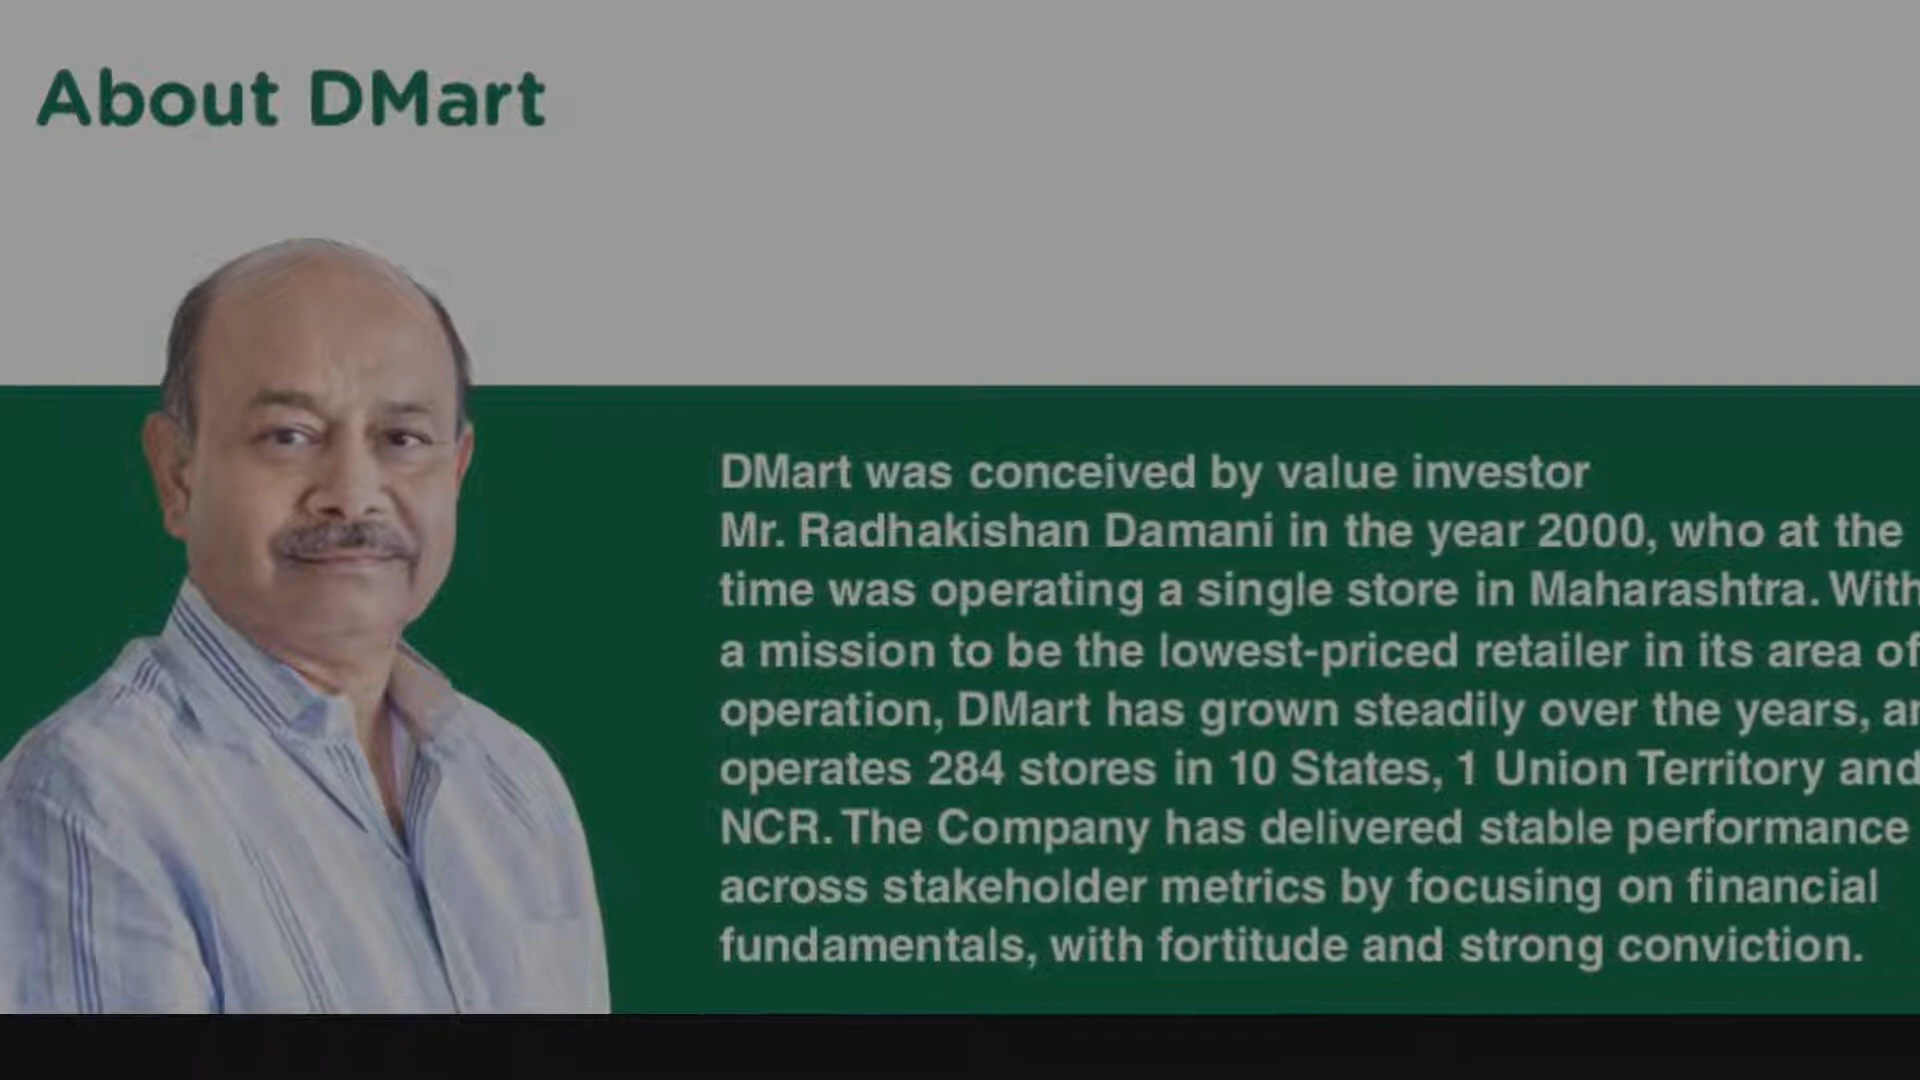 About DMart
DMart was conceived by value investor
Mr. Radhakishan Damani in the year 2000, who at the
time was operating a single store in Maharashtra. With
a mission to be the lowest-priced retailer in its area of
operation, DMart has grown steadily over the years,
operates 284 stores in 10 States, 1 Union Territory and
NCR. The Company has delivered stable performance
across stakeholder metrics by focusing on financial
fundamentals, with fortitude and strong conviction.